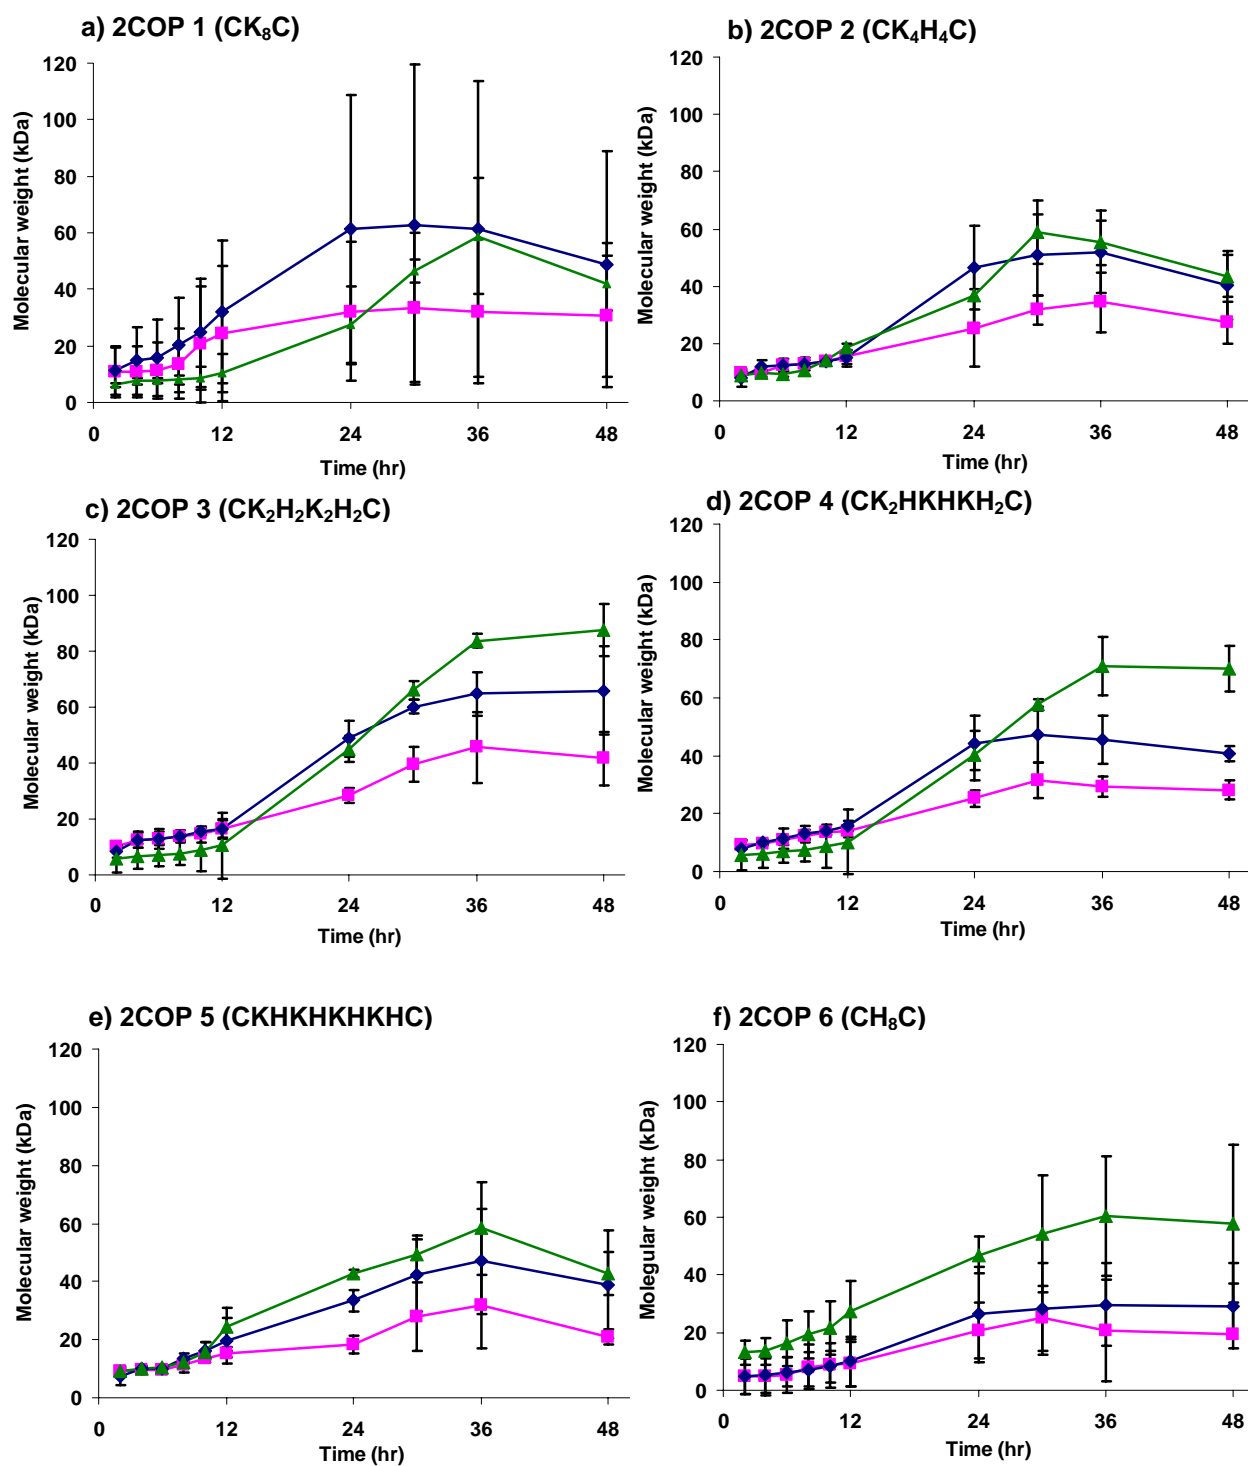 a) 2COP 1 (CK₈C)
Molecular weight (kDa)
120
100
80
60
40
20
0
0 12 24 36 48
Time (hr)
b) 2COP 2 (CK₄H₄C)
Molecular weight (kDa)
120
100
80
60
40
20
0
0 12 24 36 48
Time (hr)
c) 2COP 3 (CK₂H₂K₂H₂C)
Molecular weight (kDa)
120
100
80
60
40
20
0
0 12 24 36 48
Time (hr)
d) 2COP 4 (CK₂HKHKH₂C)
Molecular weight (kDa)
120
100
80
60
40
20
0
0 12 24 36 48
Time (hr)
e) 2COP 5 (CKHKHKHKHC)
Molecular weight (kDa)
120
100
80
60
40
20
0
0 12 24 36 48
Time (hr)
f) 2COP 6 (CH₈C)
Molegular weight (kDa)
120
100
80
60
40
20
0
0 12 24 36 48
Time (hr)